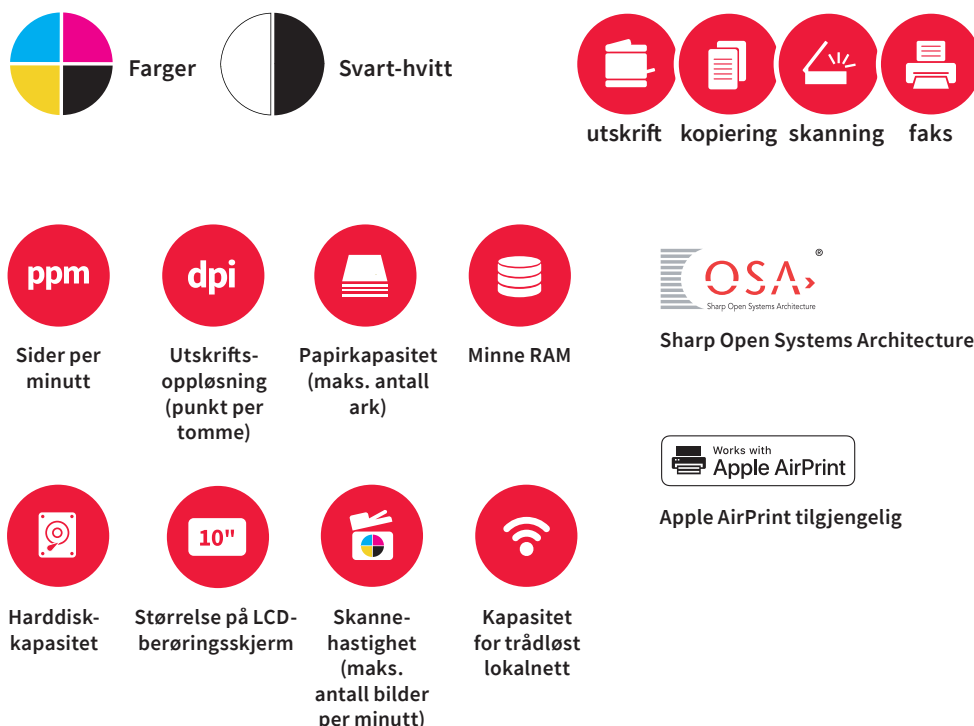 Farger
Svart-hvitt
utskrift
kopiering
skanning
faks
ppm
Sider per
minutt
dpi
Utskrifts-
oppløsning
(punkt per
tomme)
Papirkapasitet
(maks. antall
ark)
Minne RAM
OSA®
Sharp Open Systems Architecture
Sharp Open Systems Architecture
Works with
Apple AirPrint
Apple AirPrint tilgjengelig
Harddisk-
kapasitet
10"
Størrelse på LCD-
berøringsskjerm
Skanne-
hastighet
(maks.
antall bilder
per minutt)
Kapasitet
for trådløst
lokalnett